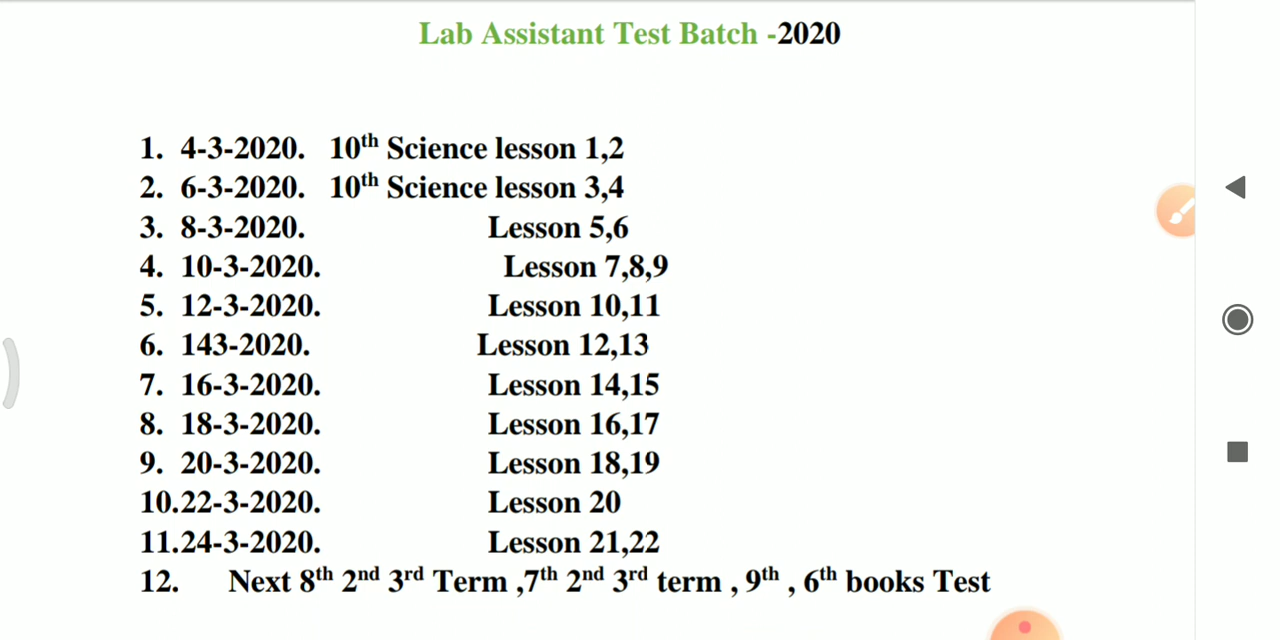 Lab Assistant Test Batch -2020
1. 4-3-2020. 10th Science lesson 1,2
2. 6-3-2020. 10th Science lesson 3,4
3. 8-3-2020. Lesson 5,6
4. 10-3-2020. Lesson 7,8,9
5. 12-3-2020. Lesson 10,11
6. 143-2020. Lesson 12,13
7. 16-3-2020. Lesson 14,15
8. 18-3-2020. Lesson 16,17
9. 20-3-2020. Lesson 18,19
10.22-3-2020. Lesson 20
11.24-3-2020. Lesson 21,22
12. Next 8th 2nd 3rd Term ,7th 2nd 3rd term , 9th , 6th books Test